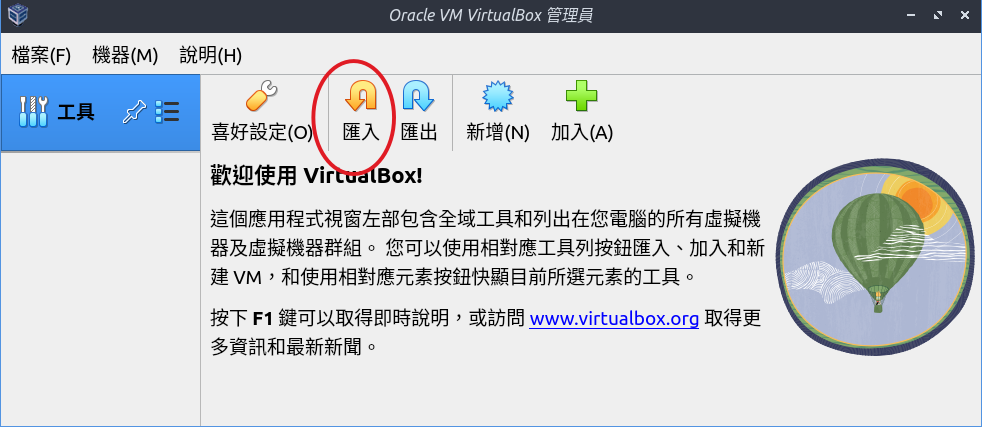 Oracle VM VirtualBox 管理員
檔案(F) 機器(M) 說明(H)
工具
喜好設定(O) 匯入 匯出 新增(N) 加入(A)
歡迎使用 VirtualBox!
這個應用程式視窗左部包含全域工具和列出在您電腦的所有虛擬機
器及虛擬機器群組。 您可以使用相對應工具列按鈕匯入、加入和新
建 VM，和使用相對應元素按鈕快顯目前所選元素的工具。
按下 F1 鍵可以取得即時說明，或訪問 www.virtualbox.org 取得更
多資訊和最新新聞。